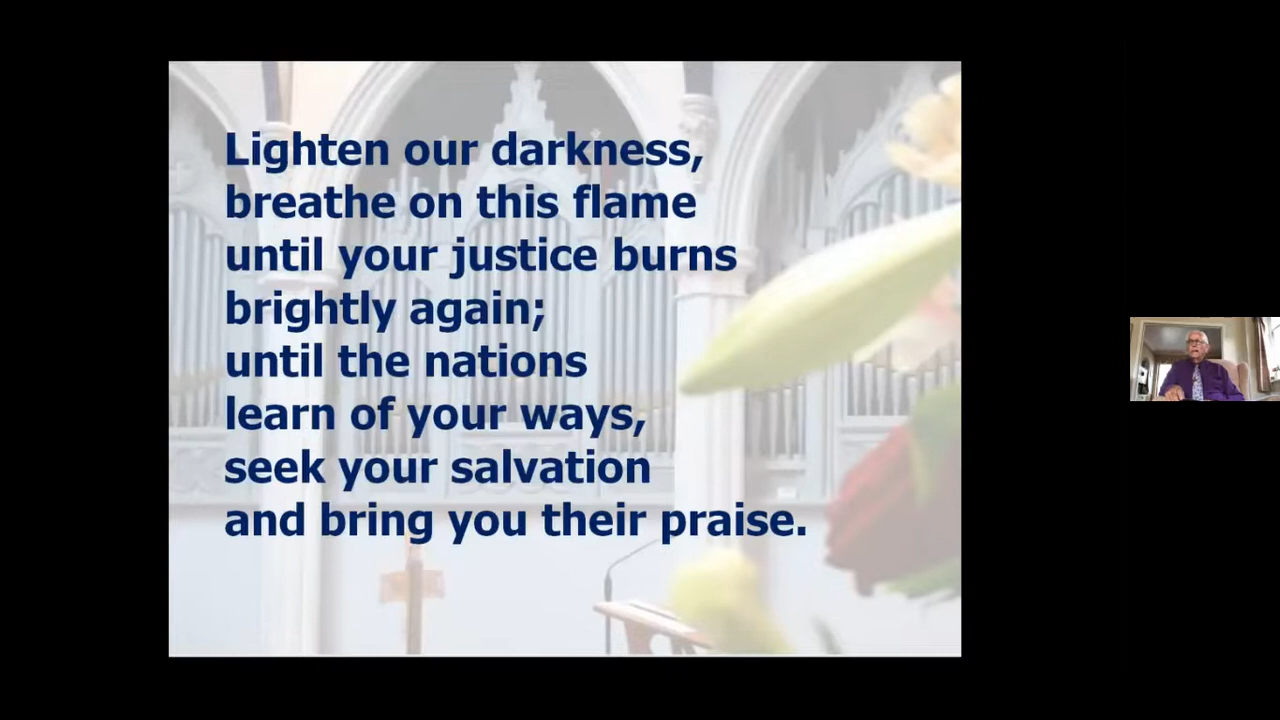 Lighten our darkness,
breathe on this flame
until your justice burns
brightly again;
until the nations
learn of your ways,
seek your salvation
and bring you their praise.